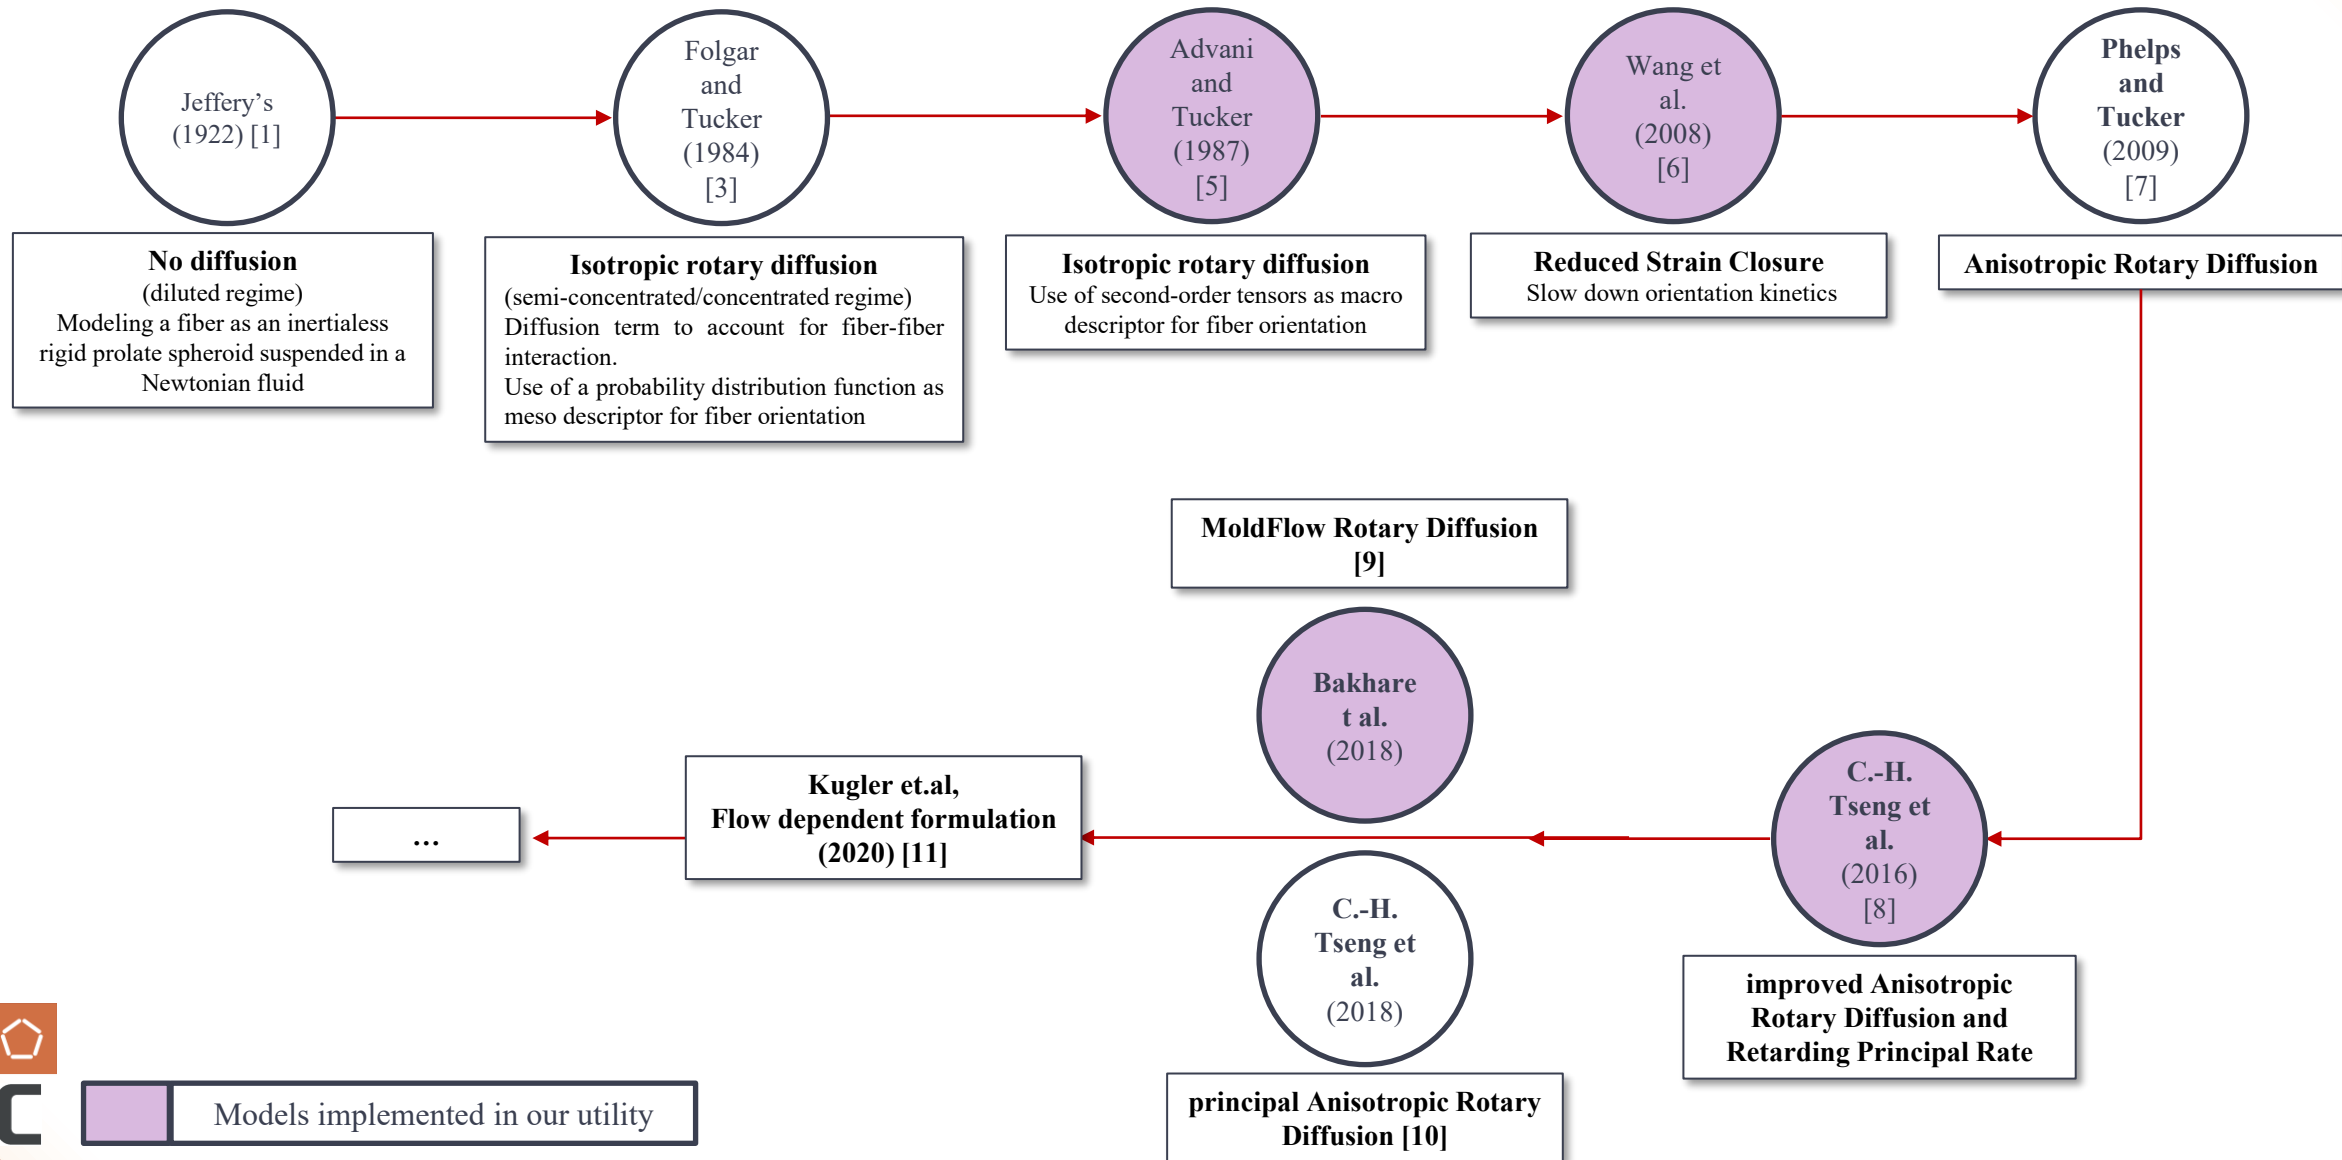 Jeffery's
(1922) [1]
Folgar
and
Tucker
(1984)
[3]
Advani
and
Tucker
(1987)
[5]
Wang et
al.
(2008)
[6]
Phelps
and
Tucker
(2009)
[7]
No diffusion
(diluted regime)
Modeling a fiber as an inertialess
rigid prolate spheroid suspended in a
Newtonian fluid
Isotropic rotary diffusion
(semi-concentrated/concentrated regime)
Diffusion term to account for fiber-fiber
interaction.
Use of a probability distribution function as
meso descriptor for fiber orientation
Isotropic rotary diffusion
Use of second-order tensors as macro
descriptor for fiber orientation
Reduced Strain Closure
Slow down orientation kinetics
Anisotropic Rotary Diffusion
MoldFlow Rotary Diffusion
[9]
Bakhare
t al.
(2018)
C.-H.
Tseng et
al.
(2016)
[8]
improved Anisotropic
Rotary Diffusion and
Retarding Principal Rate
Kugler et.al,
Flow dependent formulation
(2020) [11]
...
C.-H.
Tseng et
al.
(2018)
principal Anisotropic Rotary
Diffusion [10]
Models implemented in our utility